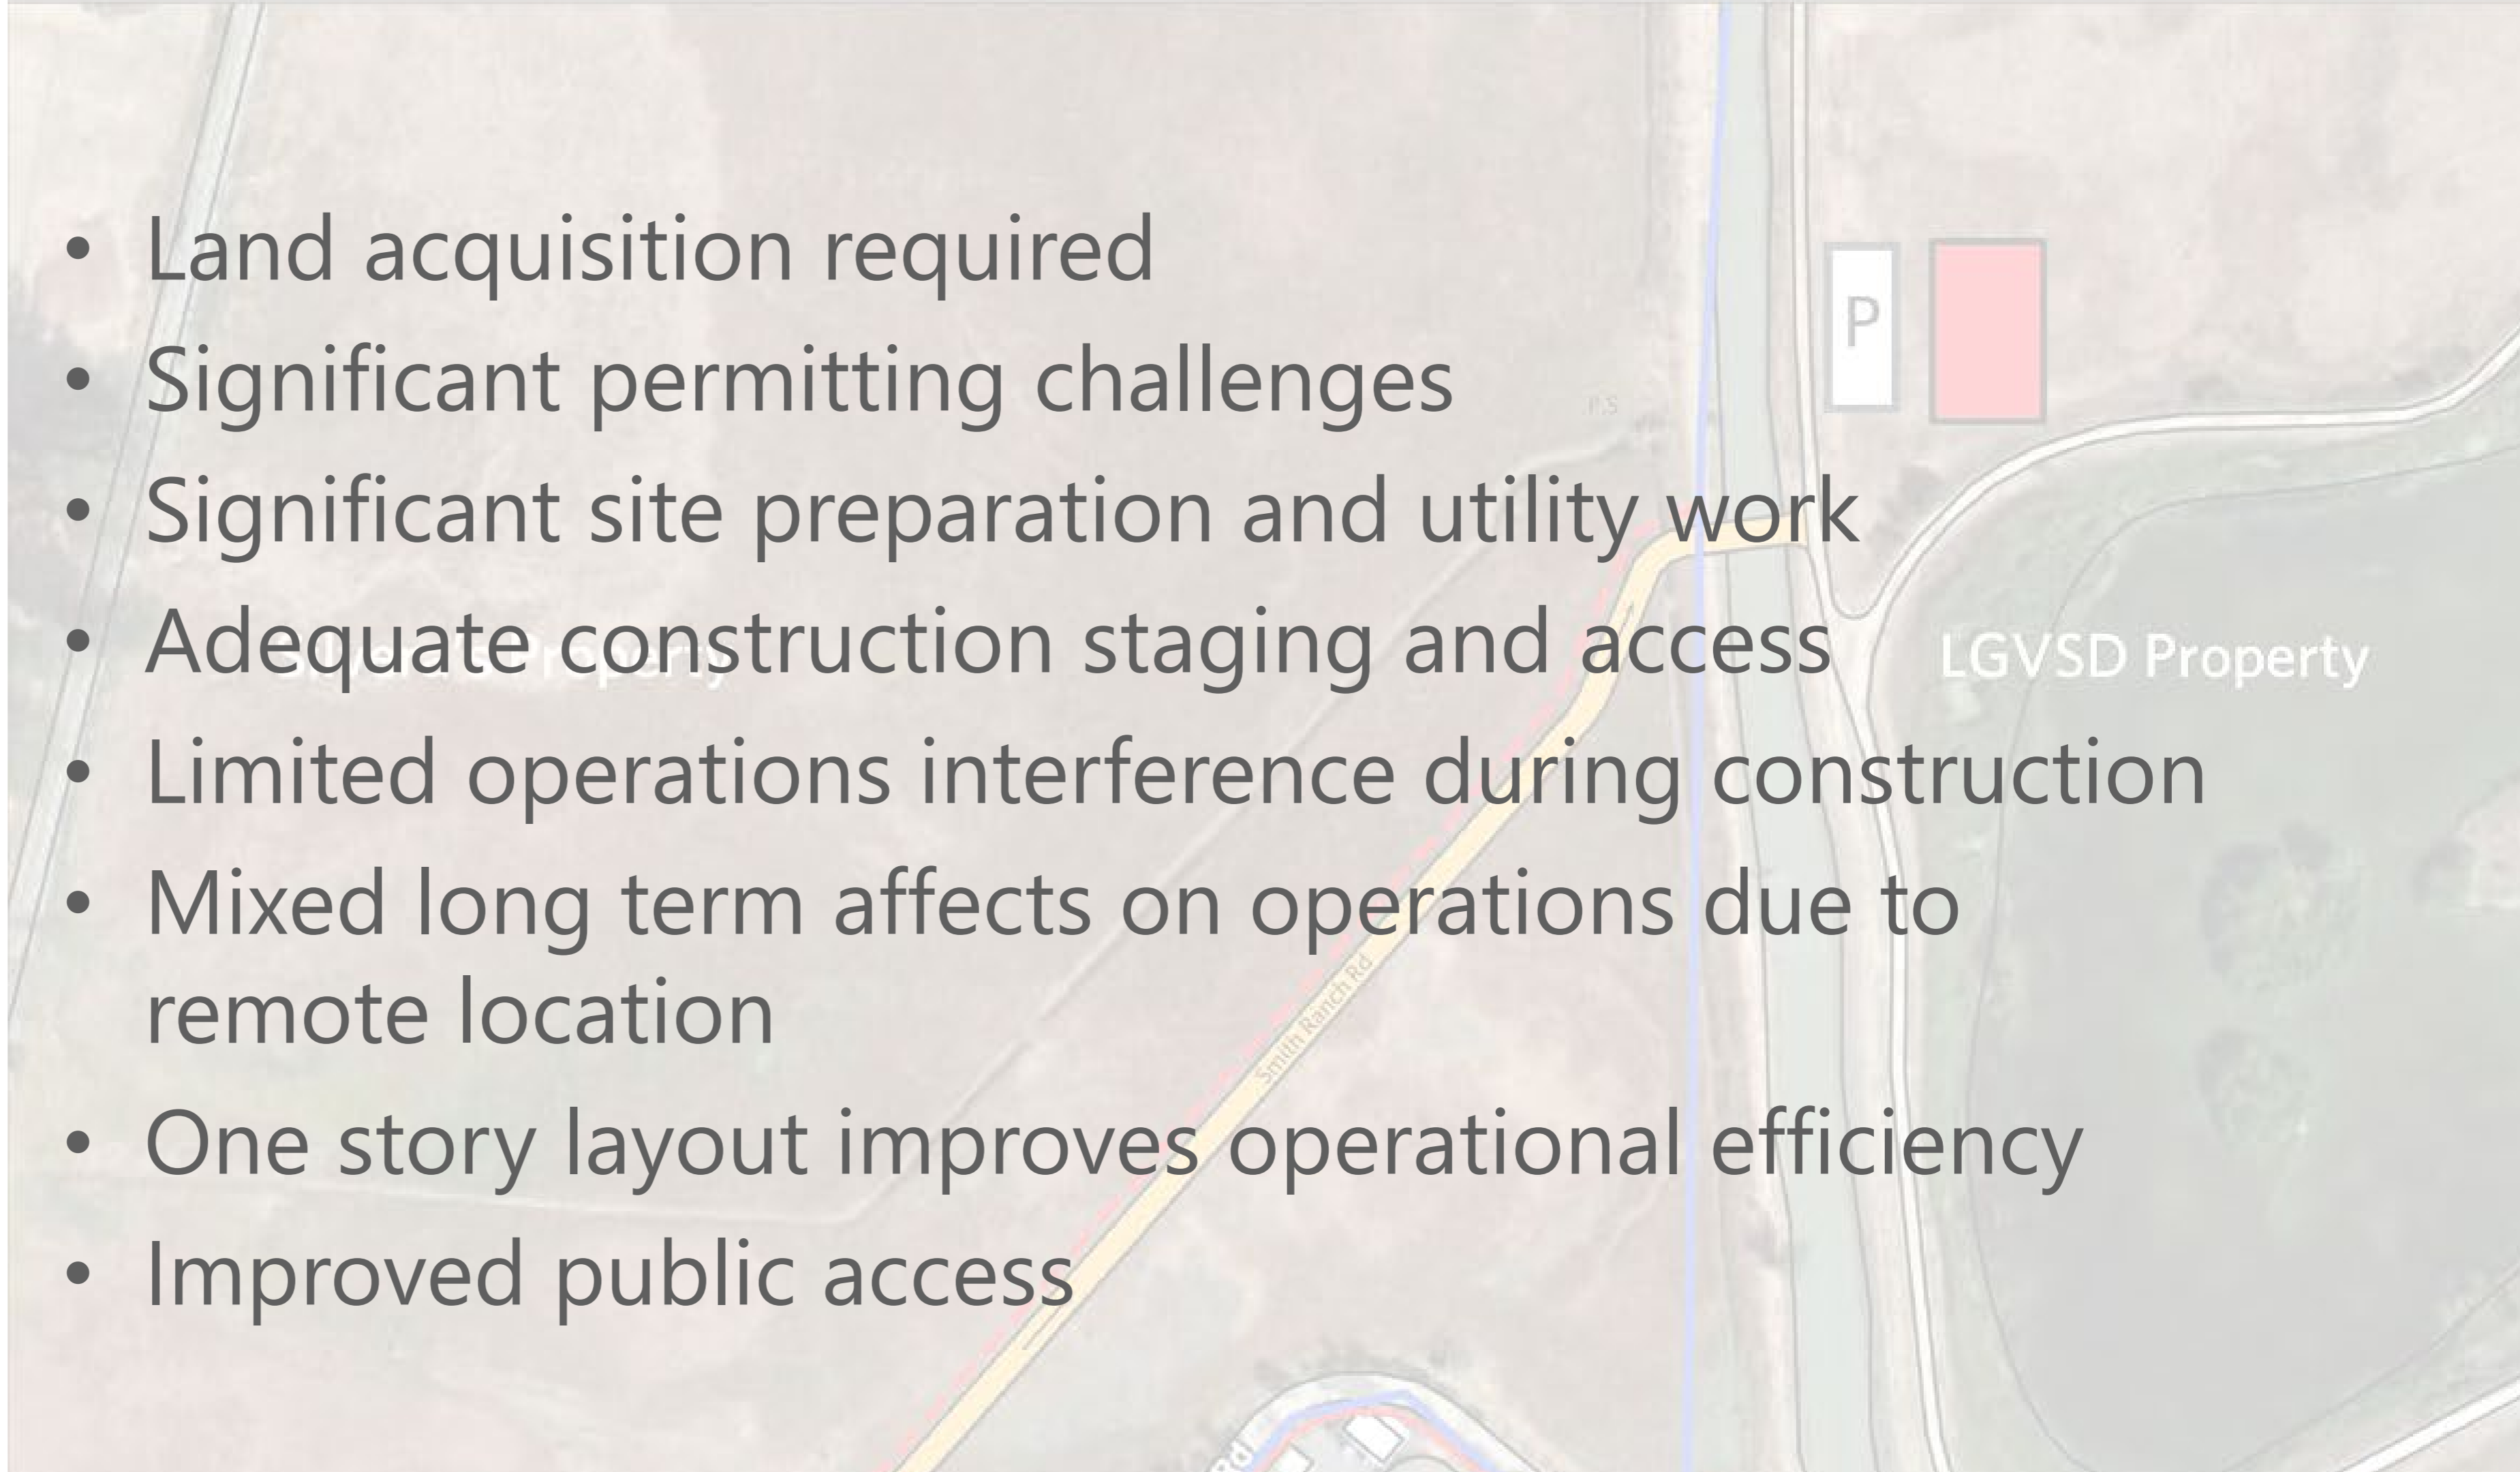 • Land acquisition required
P
• Significant permitting challenges
P.S
• Significant site preparation and utility work
• Adequate construction staging and access
Property
LGVSD Property
• Limited operations interference during construction
• Mixed long term affects on operations due to
remote location
Smith Ranch Rd
• One story layout improves operational efficiency
• Improved public access
Rd